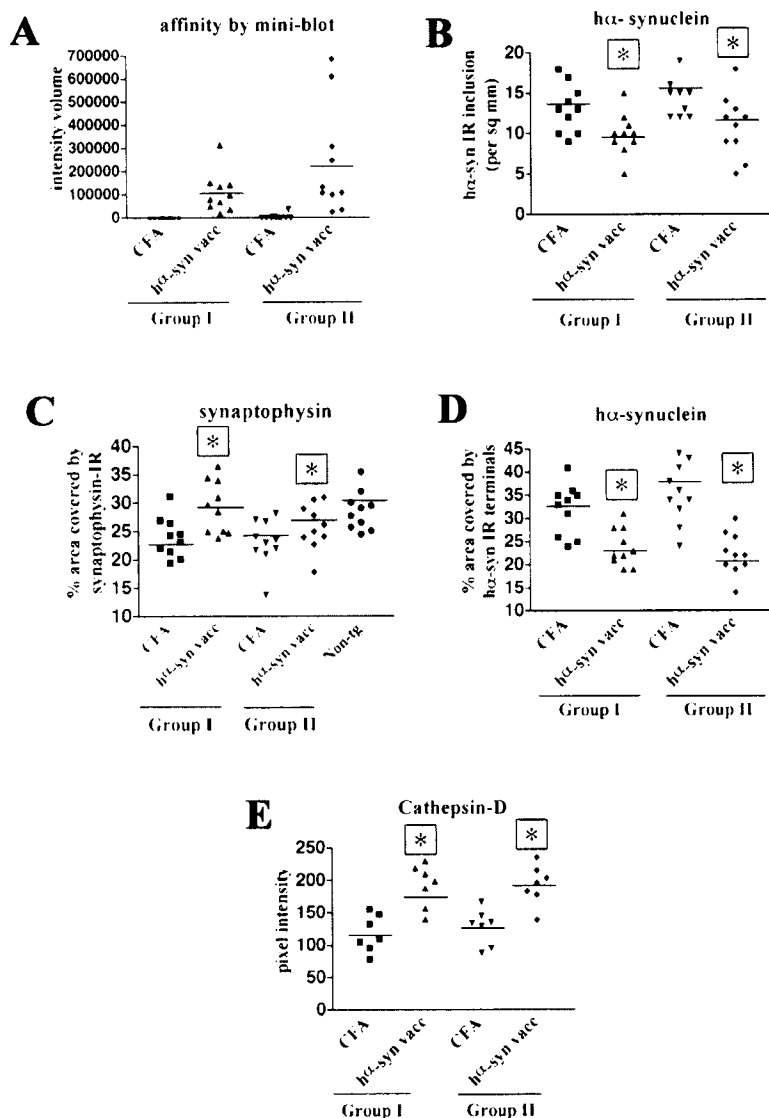 A
affinity by mini-blot
intensity volume
700000
600000
500000
400000
300000
200000
100000
0
CFA
hα-syn vacc
CFA
hα-syn vacc
Group I
Group II
B
hα- synuclein
hα-syn IR inclusion
(per sq mm)
20
15
10
5
0
*
*
CFA
hα-syn vacc
CFA
hα-syn vacc
Group I
Group II
C
synaptophysin
% area covered by
synaptophysin-IR
40
35
30
25
20
15
10
*
*
CFA
hα-syn vacc
CFA
hα-syn vacc
Non-tg
Group I
Group II
D
hα-synuclein
% area covered by
hα-syn IR terminals
45
40
35
30
25
20
15
10
*
*
CFA
hα-syn vacc
CFA
hα-syn vacc
Group I
Group II
E
Cathepsin-D
pixel intensity
250
200
150
100
50
0
*
*
CFA
hα-syn vacc
CFA
hα-syn vacc
Group I
Group II